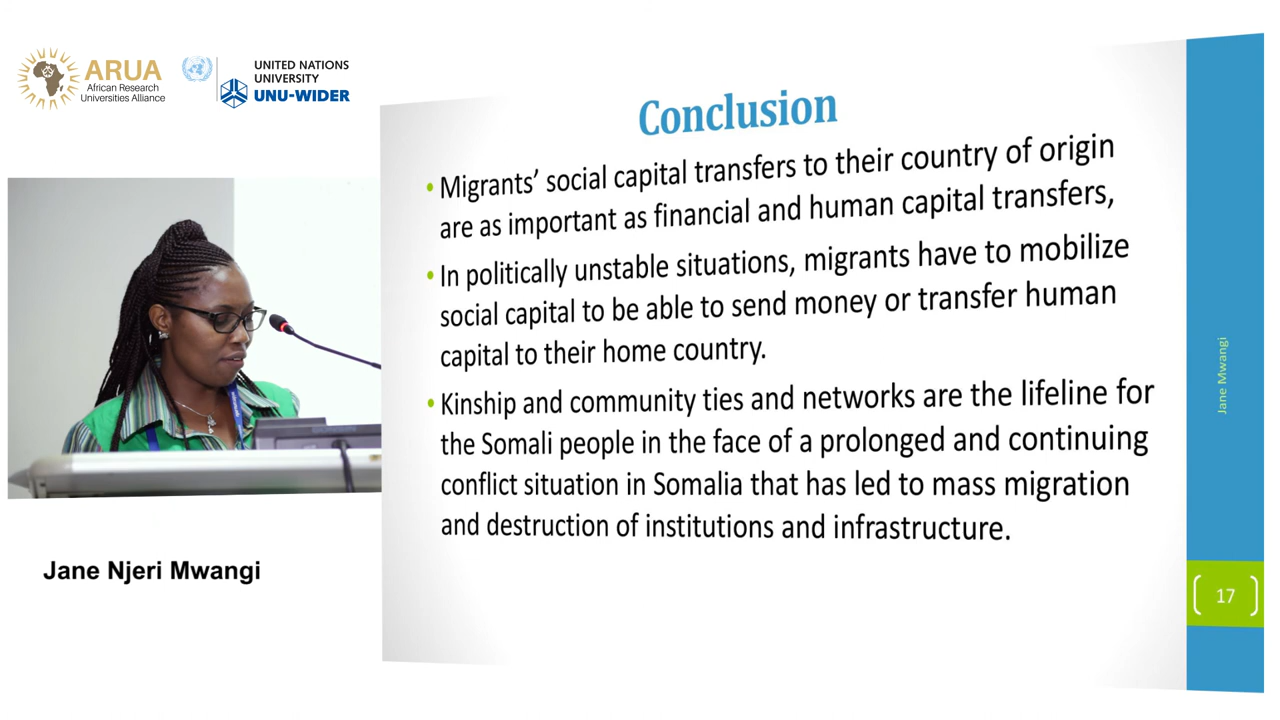 ARUA
African Research
Universities Alliance
UNITED NATIONS
UNIVERSITY
UNU-WIDER
Conclusion
• Migrants’ social capital transfers to their country of origin
are as important as financial and human capital transfers,
• In politically unstable situations, migrants have to mobilize
social capital to be able to send money or transfer human
capital to their home country.
• Kinship and community ties and networks are the lifeline for
the Somali people in the face of a prolonged and continuing
conflict situation in Somalia that has led to mass migration
and destruction of institutions and infrastructure.
Jane Mwangi
17
Jane Njeri Mwangi